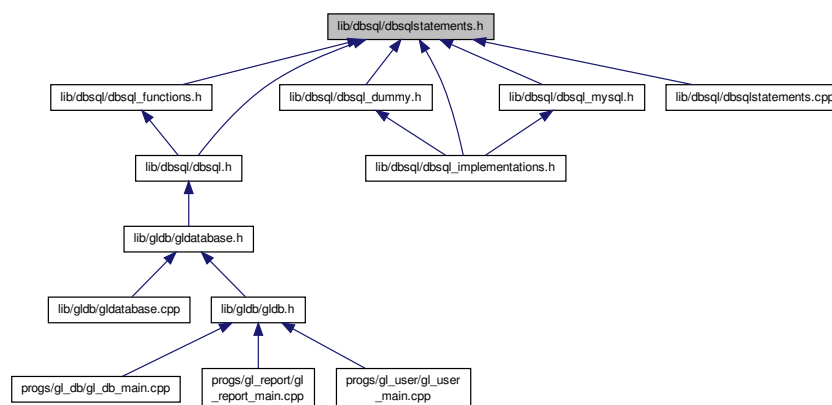 lib/dbsql/dbsqlstatements.h
lib/dbsql/dbsql_functions.h
lib/dbsql/dbsql_dummy.h
lib/dbsql/dbsql_mysql.h
lib/dbsql/dbsqlstatements.cpp
lib/dbsql/dbsql.h
lib/dbsql/dbsql_implementations.h
lib/gldb/gldatabase.h
lib/gldb/gldatabase.cpp
lib/gldb/gldb.h
progs/gl_db/gl_db_main.cpp
progs/gl_report/gl
_report_main.cpp
progs/gl_user/gl_user
_main.cpp